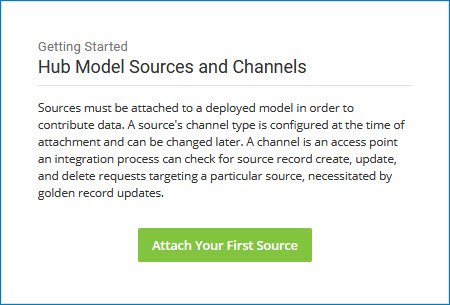 Getting Started
Hub Model Sources and Channels
Sources must be attached to a deployed model in order to
contribute data. A source's channel type is configured at the time of
attachment and can be changed later. A channel is an access point
an integration process can check for source record create, update,
and delete requests targeting a particular source, necessitated by
golden record updates.
Attach Your First Source